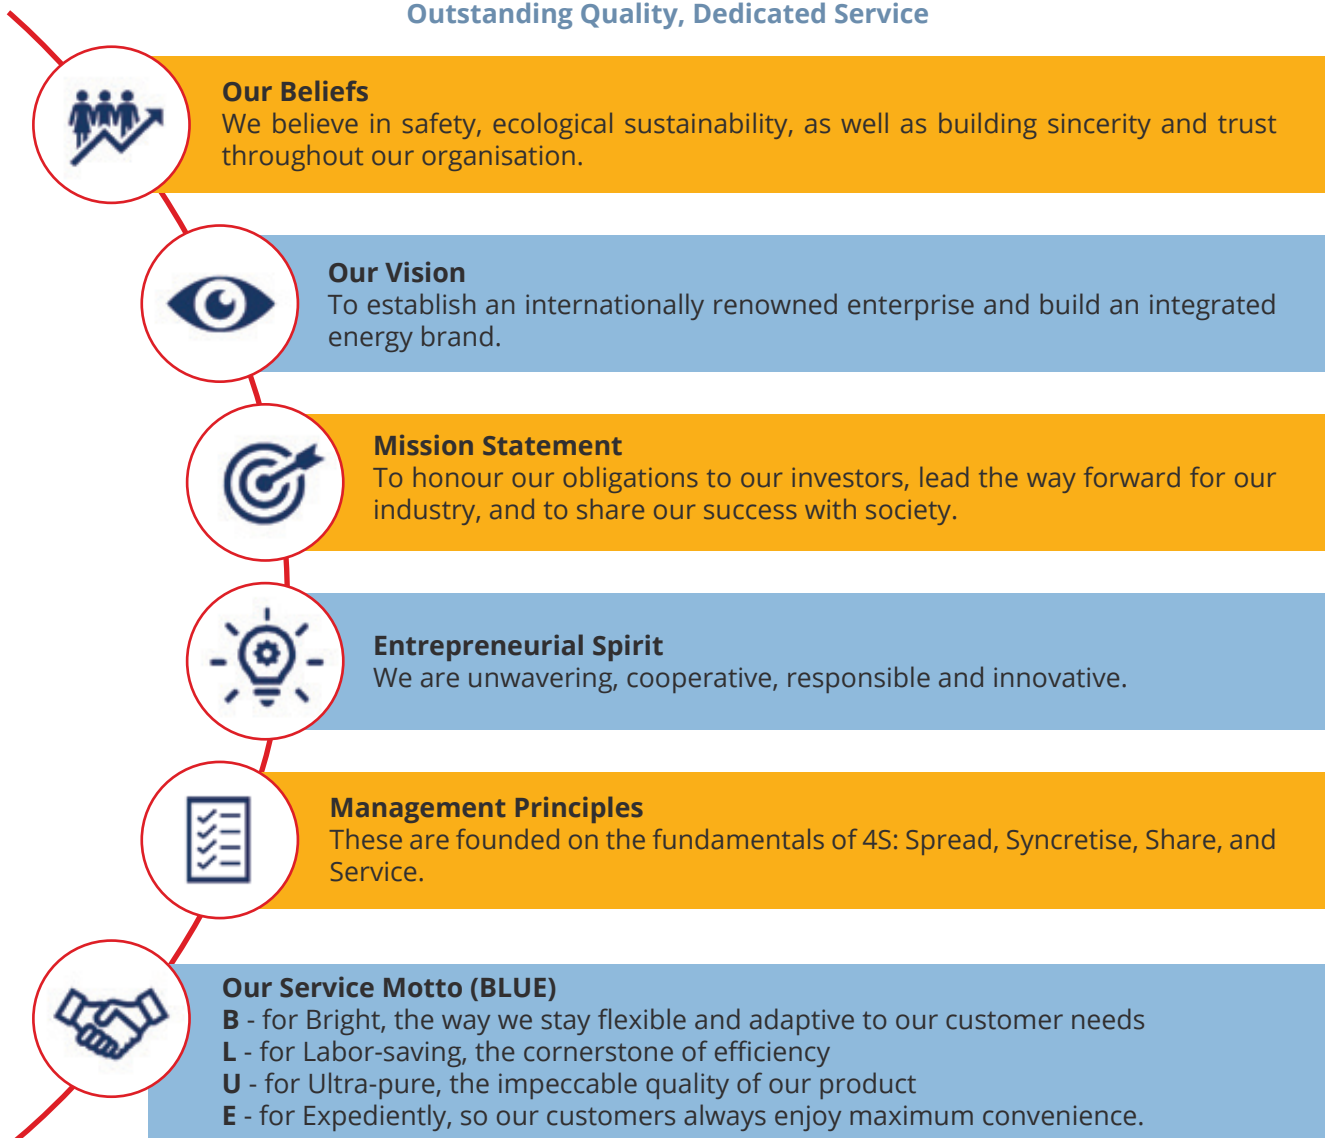 Outstanding Quality, Dedicated Service
Our Beliefs
We believe in safety, ecological sustainability, as well as building sincerity and trust
throughout our organisation.
Our Vision
To establish an internationally renowned enterprise and build an integrated
energy brand.
Mission Statement
To honour our obligations to our investors, lead the way forward for our
industry, and to share our success with society.
Entrepreneurial Spirit
We are unwavering, cooperative, responsible and innovative.
Management Principles
These are founded on the fundamentals of 4S: Spread, Syncretise, Share, and
Service.
Our Service Motto (BLUE)
B - for Bright, the way we stay flexible and adaptive to our customer needs
L - for Labor-saving, the cornerstone of efficiency
U - for Ultra-pure, the impeccable quality of our product
E - for Expediently, so our customers always enjoy maximum convenience.